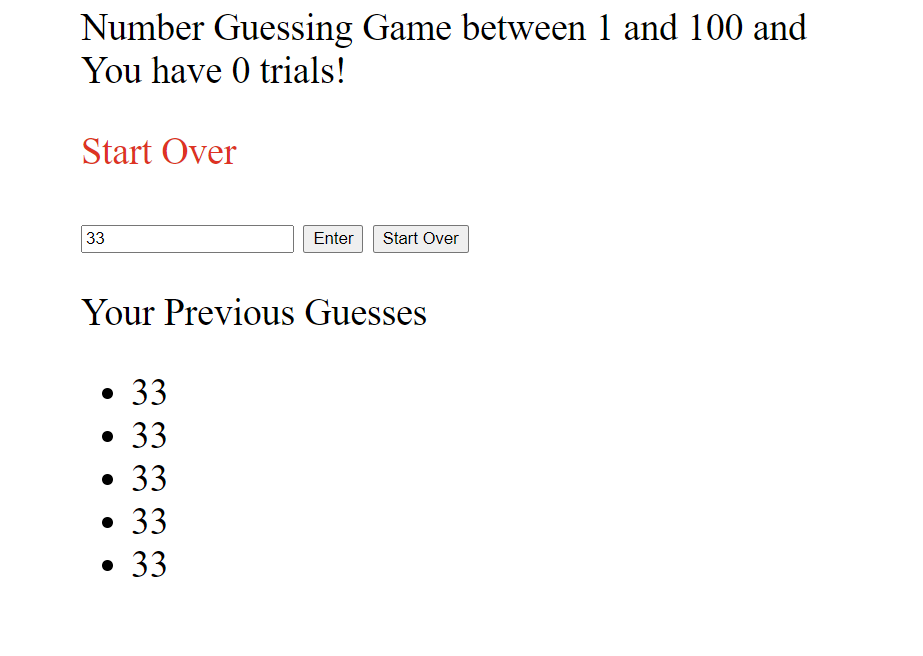 Number Guessing Game between 1 and 100 and
You have 0 trials!
Start Over
33 Enter Start Over
Your Previous Guesses
33
33
33
33
33